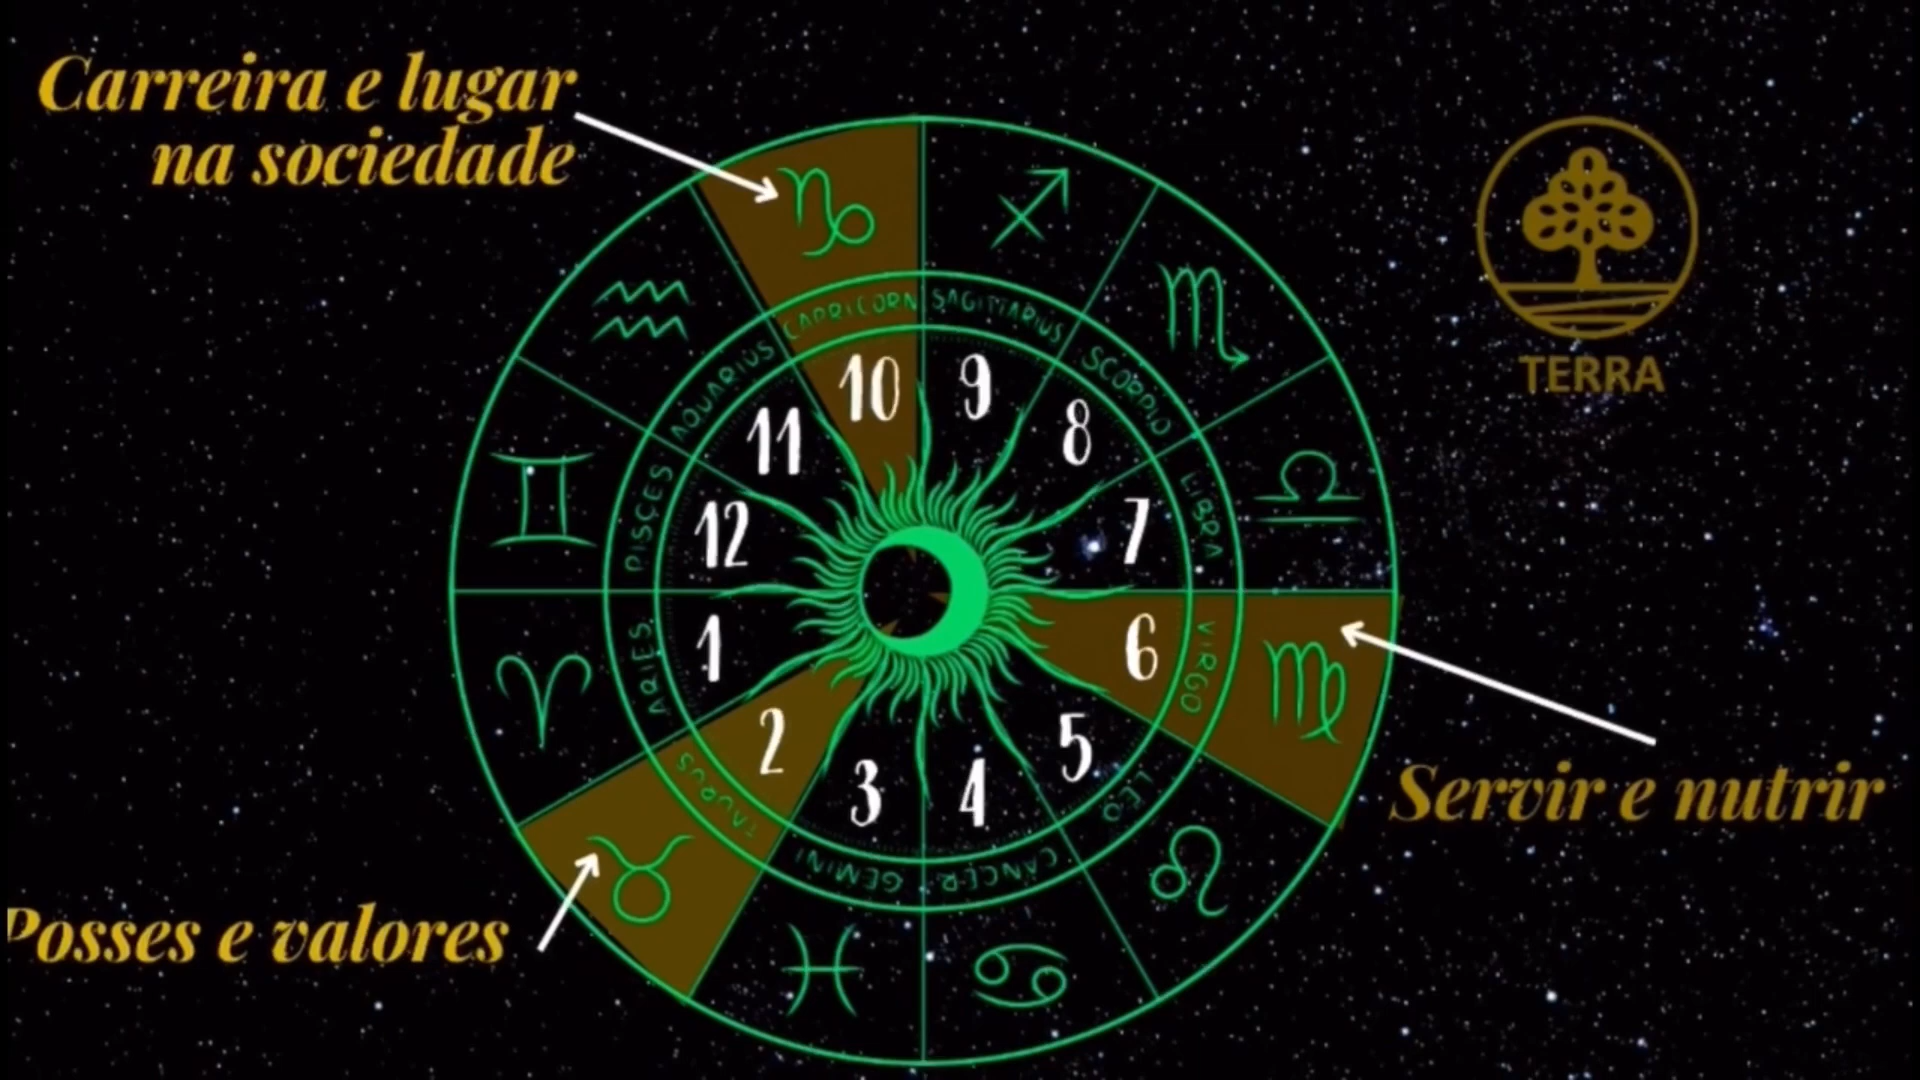 Carreira e lugar
na sociedade
TERRA
CAPRICORN
SAGITTARIUS
AQUARIUS
SCORPIO
10
9
11
8
PISCES
LIBRA
12
7
1
6
ARIES
VIRGO
2
5
3
4
TAURUS
LEO
GEMINI
CANCER
Servir e nutrir
Posses e valores